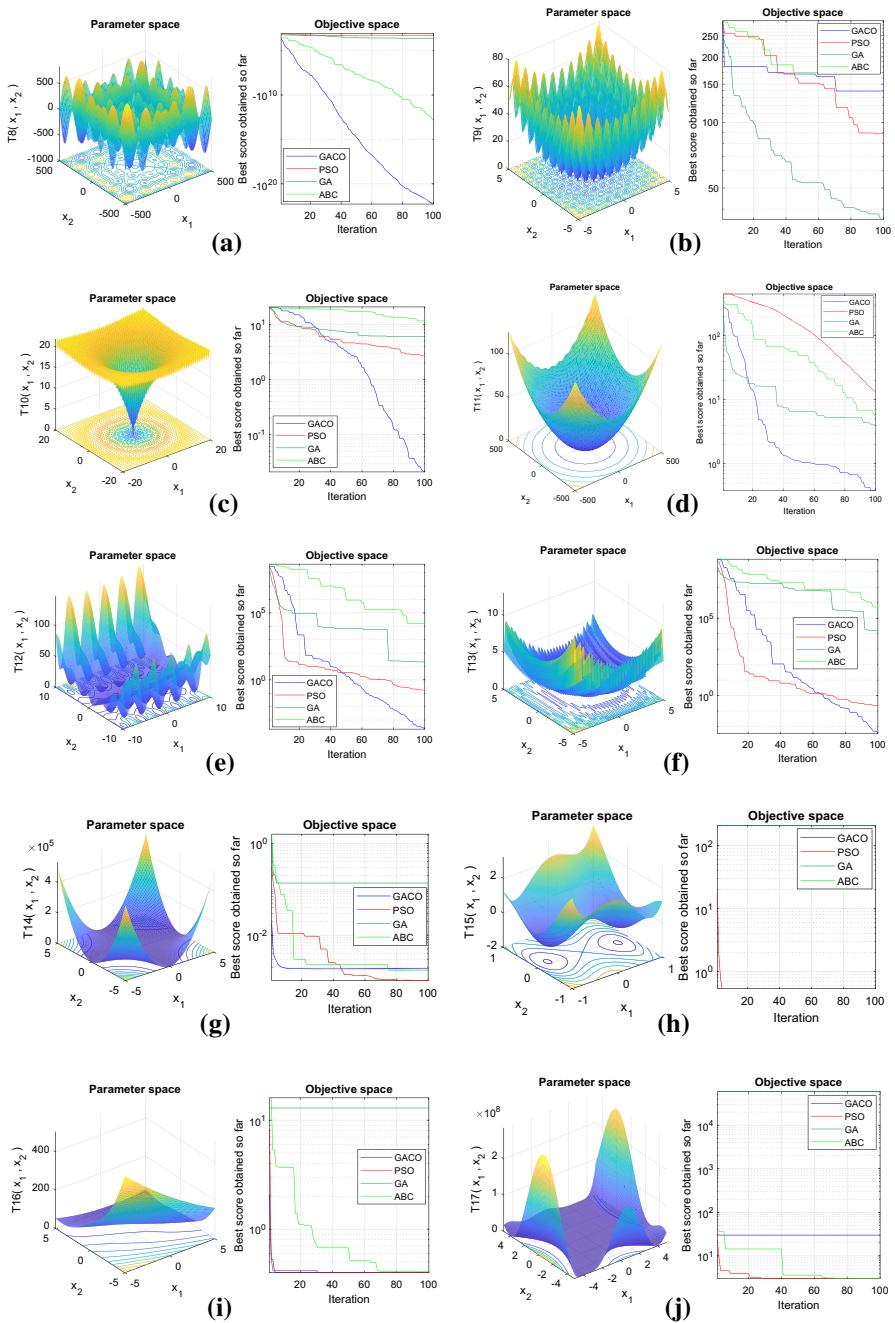 Parameter space
Objective space
T8( x1 , x2 )
500
0
-500
-1000
500
0
-500
-500
0
500
x2
x1
Best score obtained so far
-10^10
-10^20
GACO
PSO
GA
ABC
20 40 60 80 100
Iteration
(a)
Parameter space
Objective space
T9( x1 , x2 )
80
60
40
20
0
5
0
-5
-5
0
5
x2
x1
Best score obtained so far
250
200
150
100
50
GACO
PSO
GA
ABC
20 40 60 80 100
Iteration
(b)
Parameter space
Objective space
T10( x1 , x2 )
20
15
10
5
0
20
0
-20
-20
0
20
x2
x1
Best score obtained so far
10^1
10^0
10^-1
GACO
PSO
GA
ABC
20 40 60 80 100
Iteration
(c)
Parameter space
Objective space
T11( x1 , x2 )
100
50
0
500
0
-500
-500
0
500
x2
x1
Best score obtained so far
10^2
10^1
10^0
GACO
PSO
GA
ABC
20 40 60 80 100
Iteration
(d)
Parameter space
Objective space
T12( x1 , x2 )
100
50
0
10
0
-10
-10
0
10
x2
x1
Best score obtained so far
10^5
10^0
GACO
PSO
GA
ABC
20 40 60 80 100
Iteration
(e)
Parameter space
Objective space
T13( x1 , x2 )
10
5
0
5
0
-5
-5
0
5
x2
x1
Best score obtained so far
10^5
10^0
GACO
PSO
GA
ABC
20 40 60 80 100
Iteration
(f)
Parameter space
Objective space
× 10^5
T14( x1 , x2 )
4
2
0
5
0
-5
-5
0
5
x2
x1
Best score obtained so far
10^0
10^-2
GACO
PSO
GA
ABC
20 40 60 80 100
Iteration
(g)
Parameter space
Objective space
T15( x1 , x2 )
2
0
-2
1
0
-1
-1
0
1
x2
x1
Best score obtained so far
10^2
10^1
10^0
GACO
PSO
GA
ABC
20 40 60 80 100
Iteration
(h)
Parameter space
Objective space
T16( x1 , x2 )
400
200
0
5
0
-5
-5
0
5
x2
x1
Best score obtained so far
10^1
10^0
GACO
PSO
GA
ABC
20 40 60 80 100
Iteration
(i)
Parameter space
Objective space
× 10^8
T17( x1 , x2 )
2
1
0
4
2
0
-2
-4
-4
-2
0
2
4
x2
x1
Best score obtained so far
10^4
10^3
10^2
10^1
GACO
PSO
GA
ABC
20 40 60 80 100
Iteration
(j)